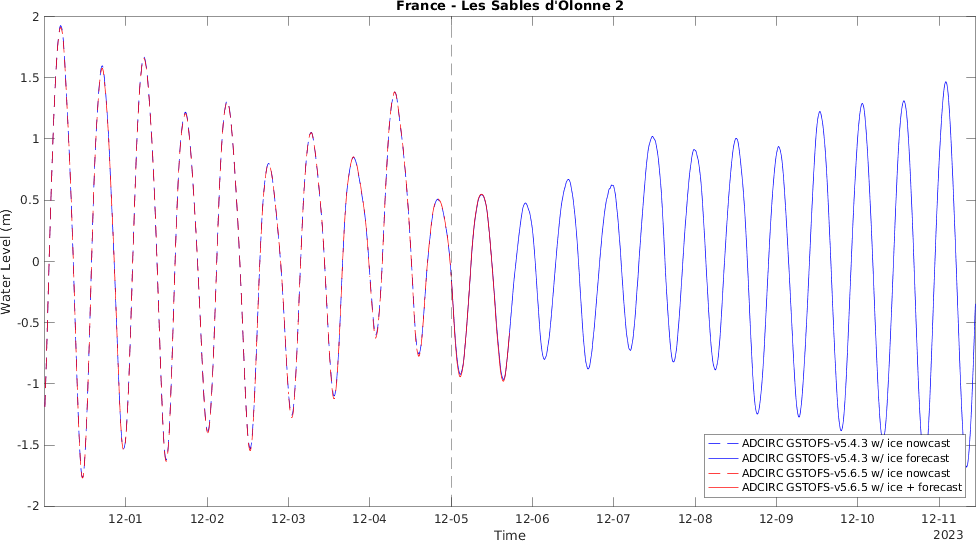 France - Les Sables d'Olonne 2
2
1.5
1
0.5
0
-0.5
-1
-1.5
-2
Water Level (m)
12-01 12-02 12-03 12-04 12-05 12-06 12-07 12-08 12-09 12-10 12-11
Time
2023
ADCIRC GSTOFS-v5.4.3 w/ ice nowcast
ADCIRC GSTOFS-v5.4.3 w/ ice forecast
ADCIRC GSTOFS-v5.6.5 w/ ice nowcast
ADCIRC GSTOFS-v5.6.5 w/ ice + forecast